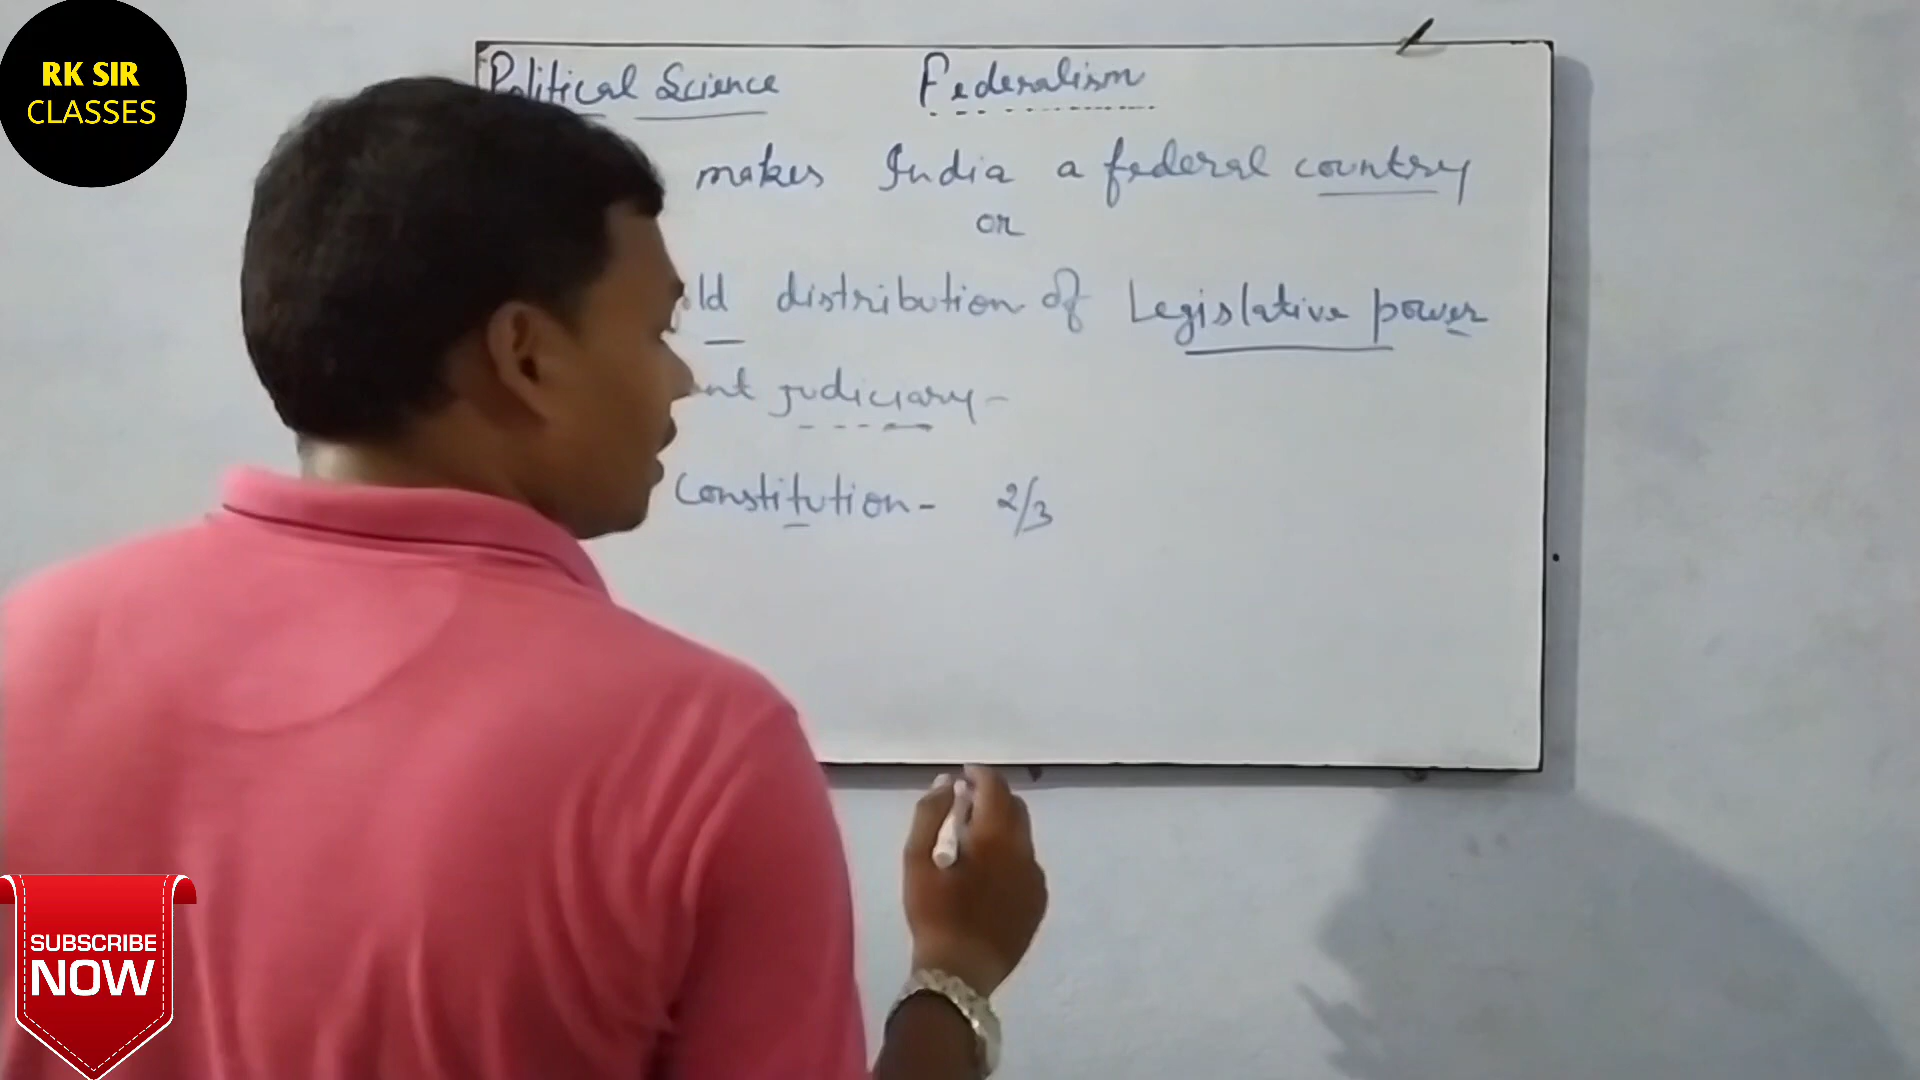 RK SIR
CLASSES
Political Science Federalism
makes India a federal country
or
distribution of Legislative power
judiciary-
Constitution- 2/3
SUBSCRIBE
NOW